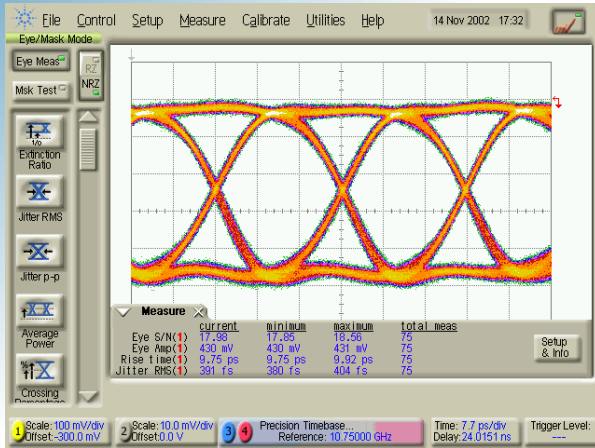 File Control Setup Measure Calibrate Utilities Help 14 Nov 2002 17:32
Eye/Mask Mode
Eye Meas
Msk Test
RZ
NRZ
1/0
Extinction
Ratio
Jitter RMS
Jitter p-p
Average
Power
Crossing
Percentage
Measure
current minimum maximum total meas
Eye S/N(1) 17.98 17.85 18.56 75
Eye Amp(1) 430 mV 430 mV 431 mV 75
Rise time(1) 9.75 ps 9.75 ps 9.92 ps 75
Jitter RMS(1) 391 fs 380 fs 404 fs 75
Setup
& Info
1 Scale:100 mV/div
Offset:-300.0 mV
2 Scale:10.0 mV/div
Offset:0.0 V
3 4 Precision Timebase...
Reference: 10.75000 GHz
Time: 7.7 ps/div
Delay:24.0151 ns
Trigger Level:
---